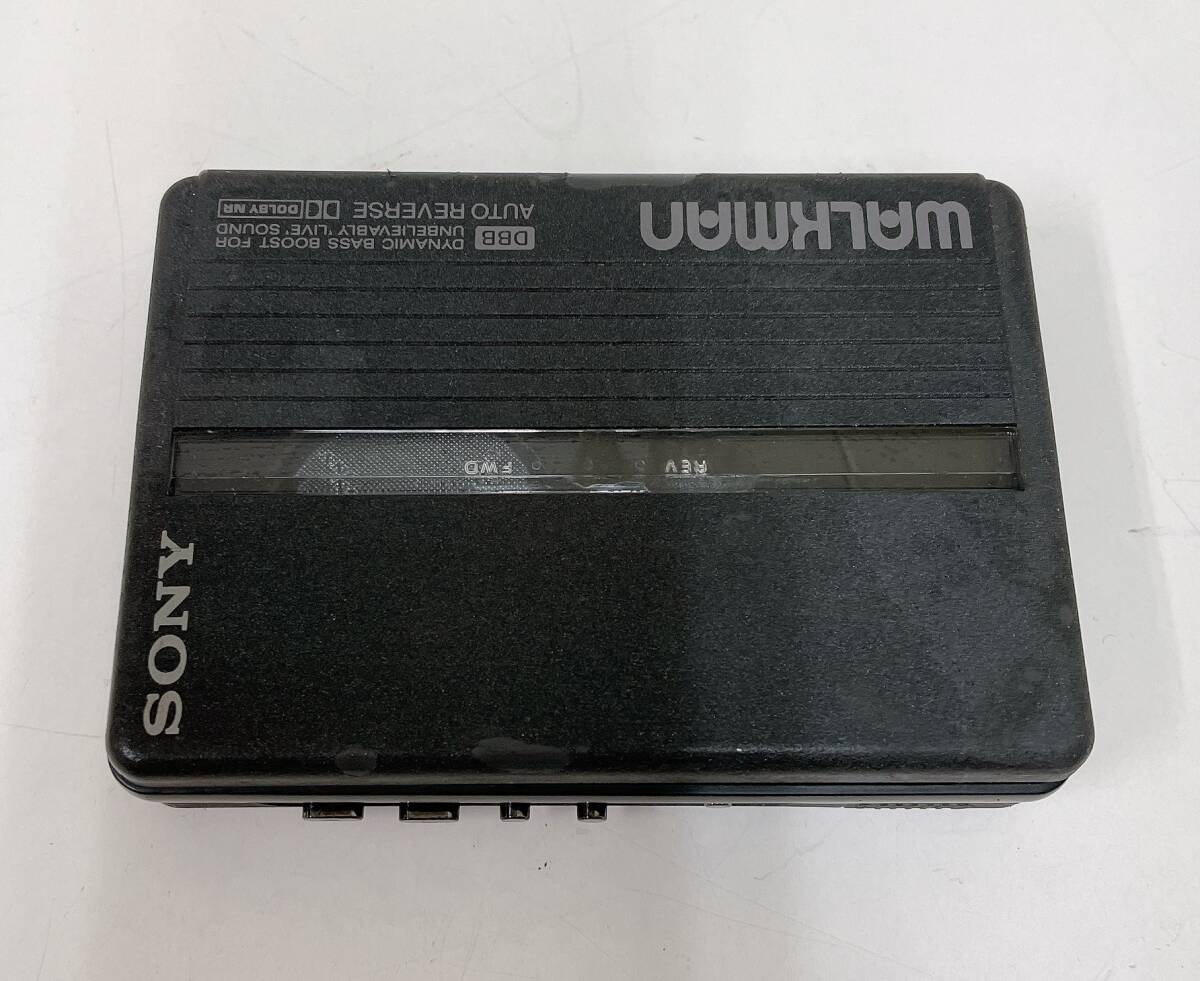 WALKMAN
DBB DYNAMIC BASS BOOST FOR
UNBELIEVABLY 'LIVE' SOUND
AUTO REVERSE DOLBY NR
REV FWD
SONY